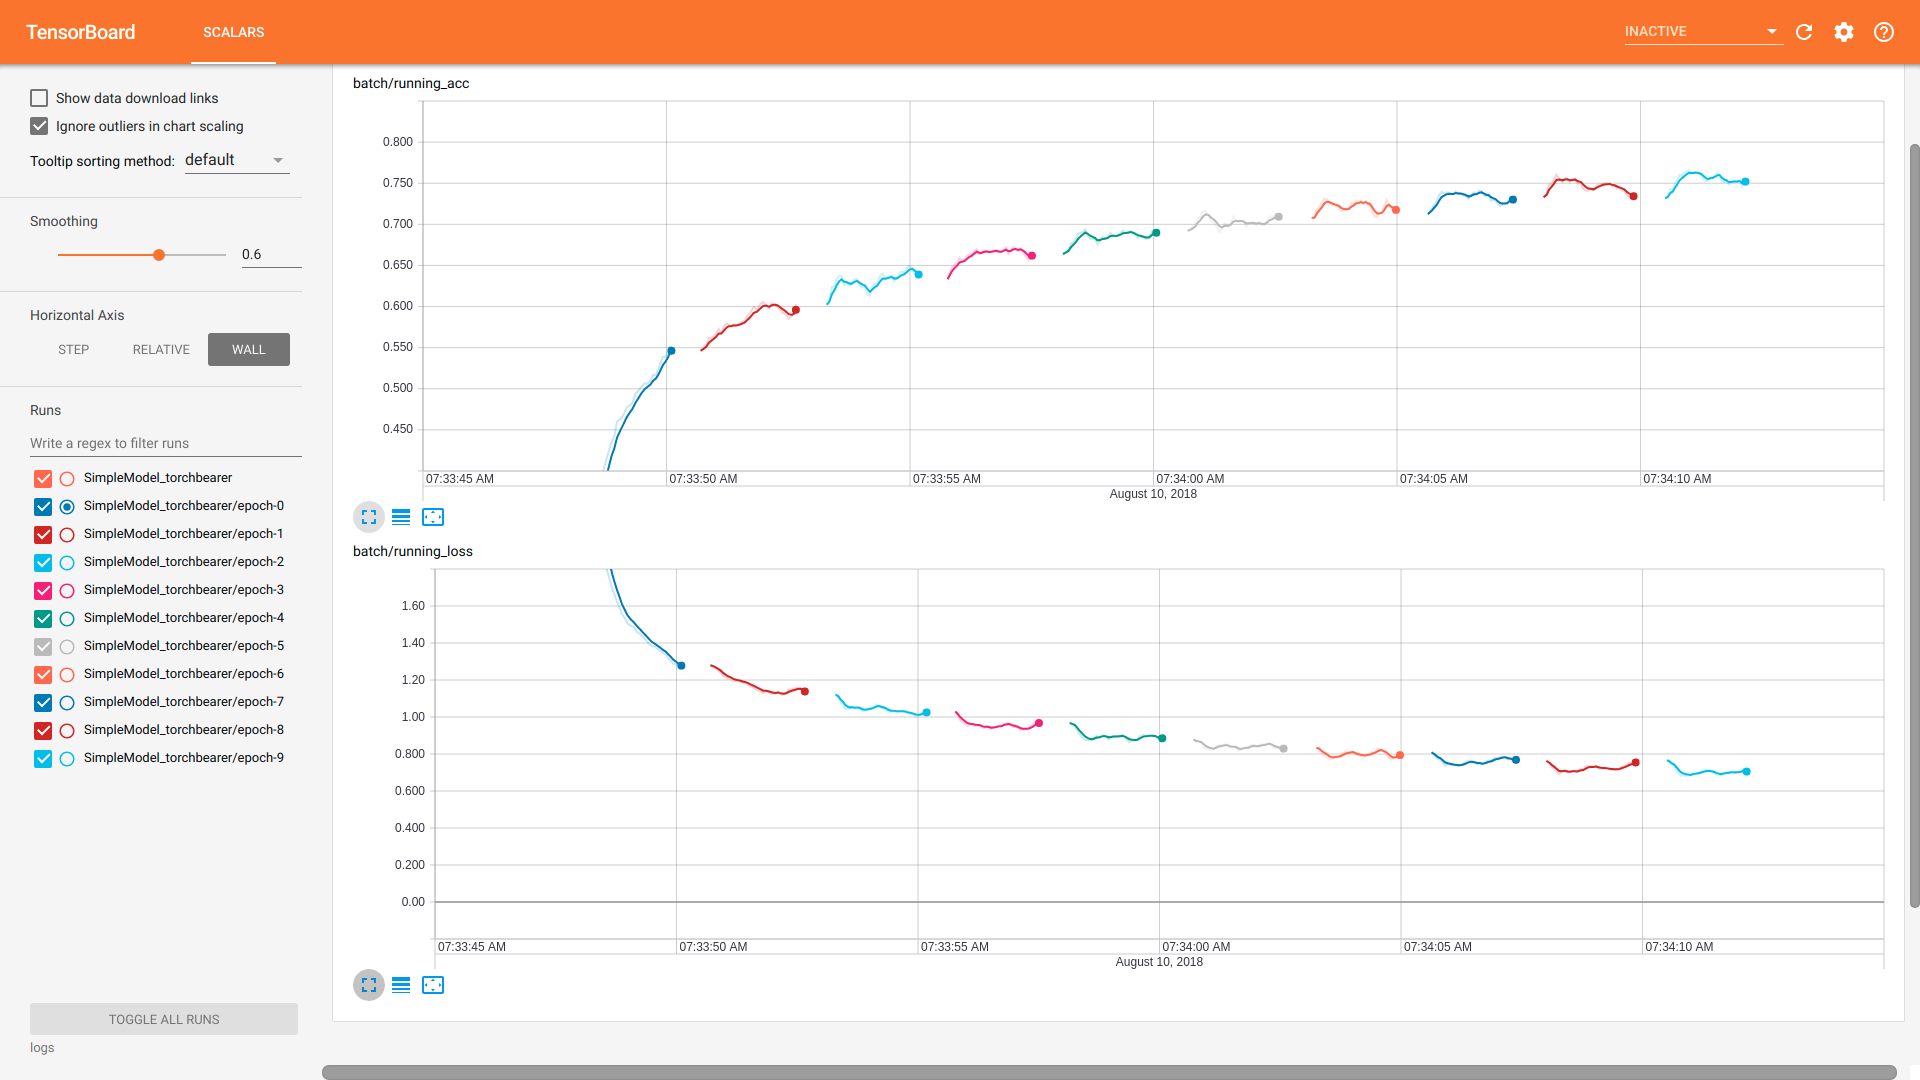 TensorBoard
SCALARS
INACTIVE
Show data download links
Ignore outliers in chart scaling
Tooltip sorting method: default
Smoothing
0.6
Horizontal Axis
STEP RELATIVE WALL
Runs
Write a regex to filter runs
SimpleModel_torchbearer
SimpleModel_torchbearer/epoch-0
SimpleModel_torchbearer/epoch-1
SimpleModel_torchbearer/epoch-2
SimpleModel_torchbearer/epoch-3
SimpleModel_torchbearer/epoch-4
SimpleModel_torchbearer/epoch-5
SimpleModel_torchbearer/epoch-6
SimpleModel_torchbearer/epoch-7
SimpleModel_torchbearer/epoch-8
SimpleModel_torchbearer/epoch-9
TOGGLE ALL RUNS
logs
batch/running_acc
0.800
0.750
0.700
0.650
0.600
0.550
0.500
0.450
07:33:45 AM 07:33:50 AM 07:33:55 AM 07:34:00 AM 07:34:05 AM 07:34:10 AM
August 10, 2018
batch/running_loss
1.60
1.40
1.20
1.00
0.800
0.600
0.400
0.200
0.00
07:33:45 AM 07:33:50 AM 07:33:55 AM 07:34:00 AM 07:34:05 AM 07:34:10 AM
August 10, 2018